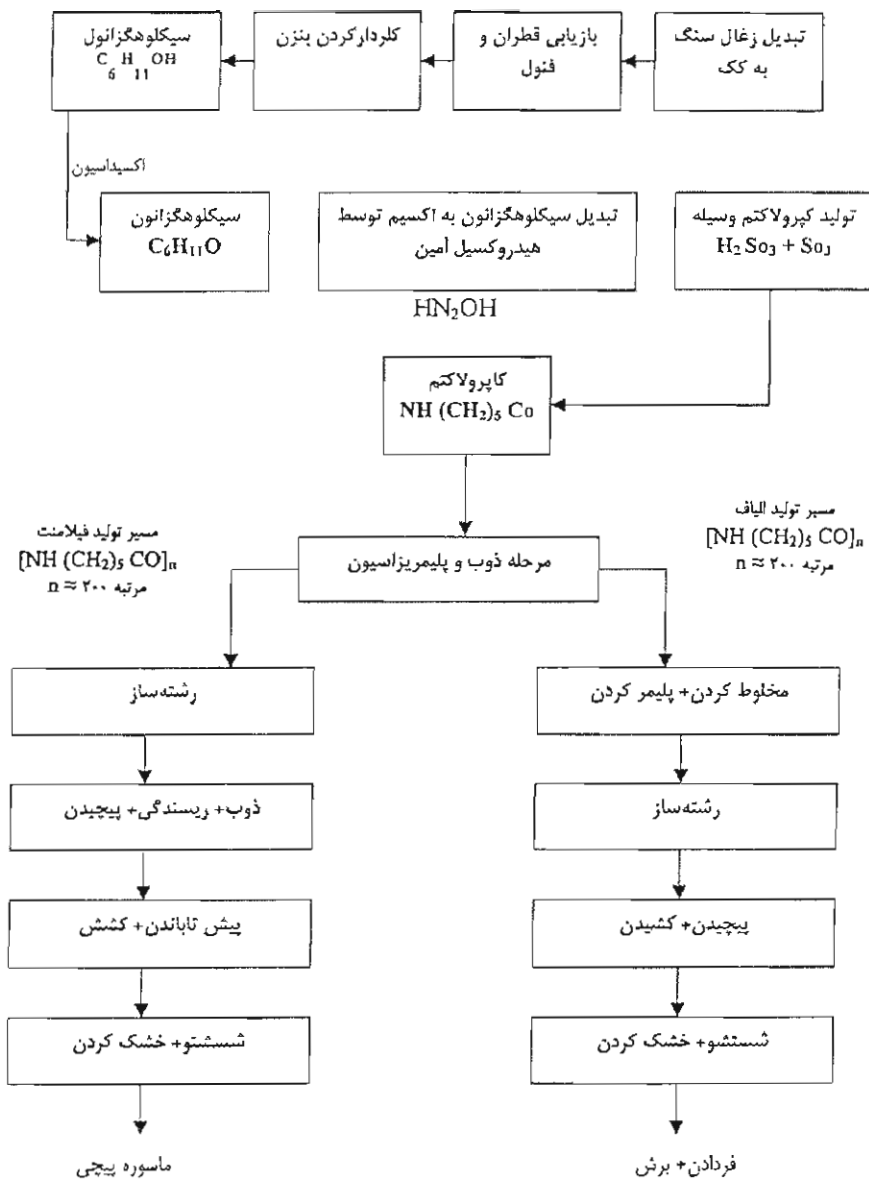 تبدیل زغال سنگ
به کک
بازیابی قطران و
فنول
کلردارکردن بنزن
سیکلوهگزانول
C₆H₁₁OH
اکسیداسیون
سیکلوهگزانون
C₆H₁₁O
تبدیل سیکلوهگزانون به اکسیم توسط
هیدروکسیل آمین
HN₂OH
تولید کپرولاکتم وسیله
H₂ So₃ + So₃
کاپرولاکتم
NH (CH₂)₅ Co
مرحله ذوب و پلیمریزاسیون
مسیر تولید الیاف
[NH (CH₂)₅ CO]ₙ
مرتبه ۲۰۰ ≈ n
مسیر تولید فیلامنت
[NH (CH₂)₅ CO]ₙ
مرتبه ۲۰۰ ≈ n
مخلوط کردن+ پلیمر کردن
رشته‌ساز
پیچیدن+ کشیدن
شستشو+ خشک کردن
فردادن+ برش
رشته‌ساز
ذوب+ ریسندگی+ پیچیدن
پیش تاباندن+ کشش
شسشتو+ خشک کردن
ماسوره پیچی